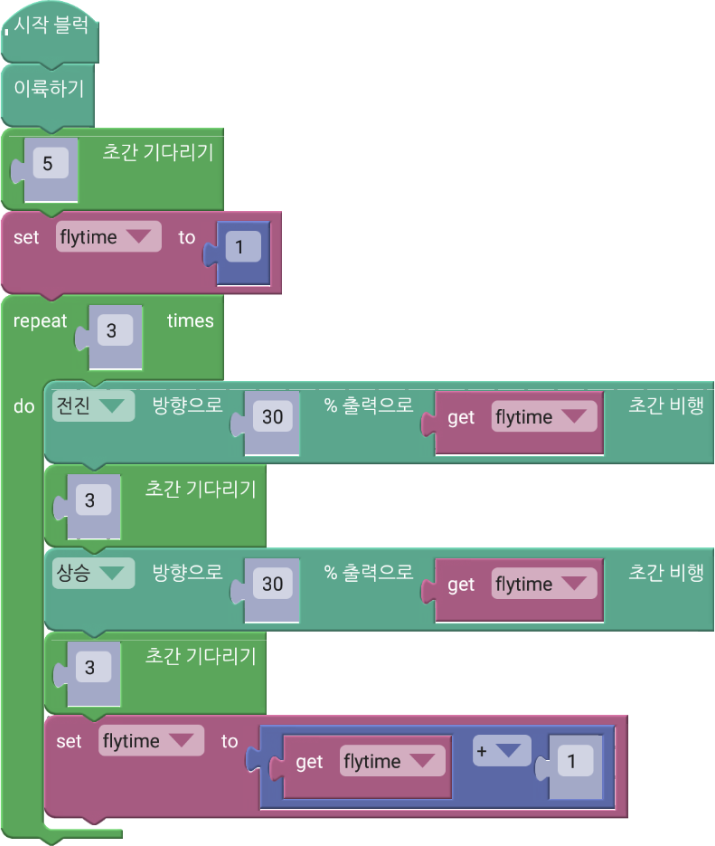 시작 블럭
이륙하기
5 초간 기다리기
set flytime to 1
repeat 3 times
do 전진 방향으로 30 % 출력으로 get flytime 초간 비행
3 초간 기다리기
상승 방향으로 30 % 출력으로 get flytime 초간 비행
3 초간 기다리기
set flytime to get flytime + 1